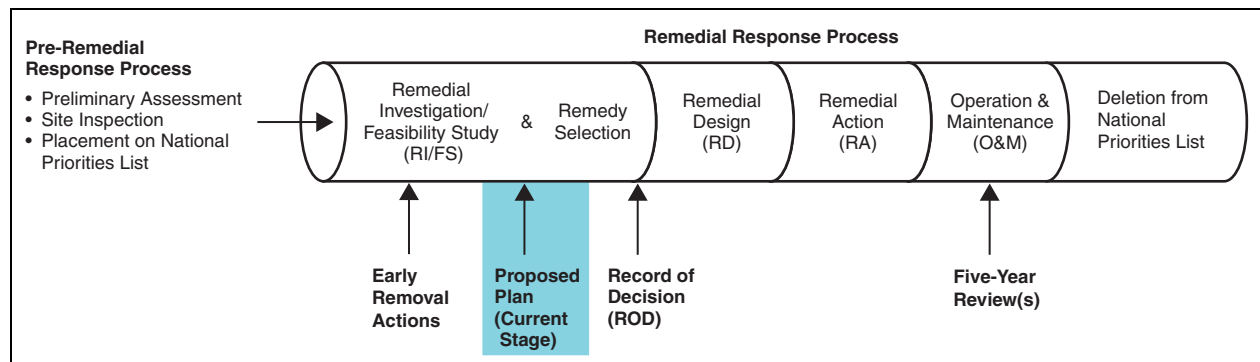 Pre-Remedial
Response Process
• Preliminary Assessment
• Site Inspection
• Placement on National
Priorities List
Remedial Response Process
Remedial
Investigation/
Feasibility Study
(RI/FS)
&
Remedy
Selection
Remedial
Design
(RD)
Remedial
Action
(RA)
Operation &
Maintenance
(O&M)
Deletion from
National
Priorities List
Early
Removal
Actions
Proposed
Plan
(Current
Stage)
Record of
Decision
(ROD)
Five-Year
Review(s)